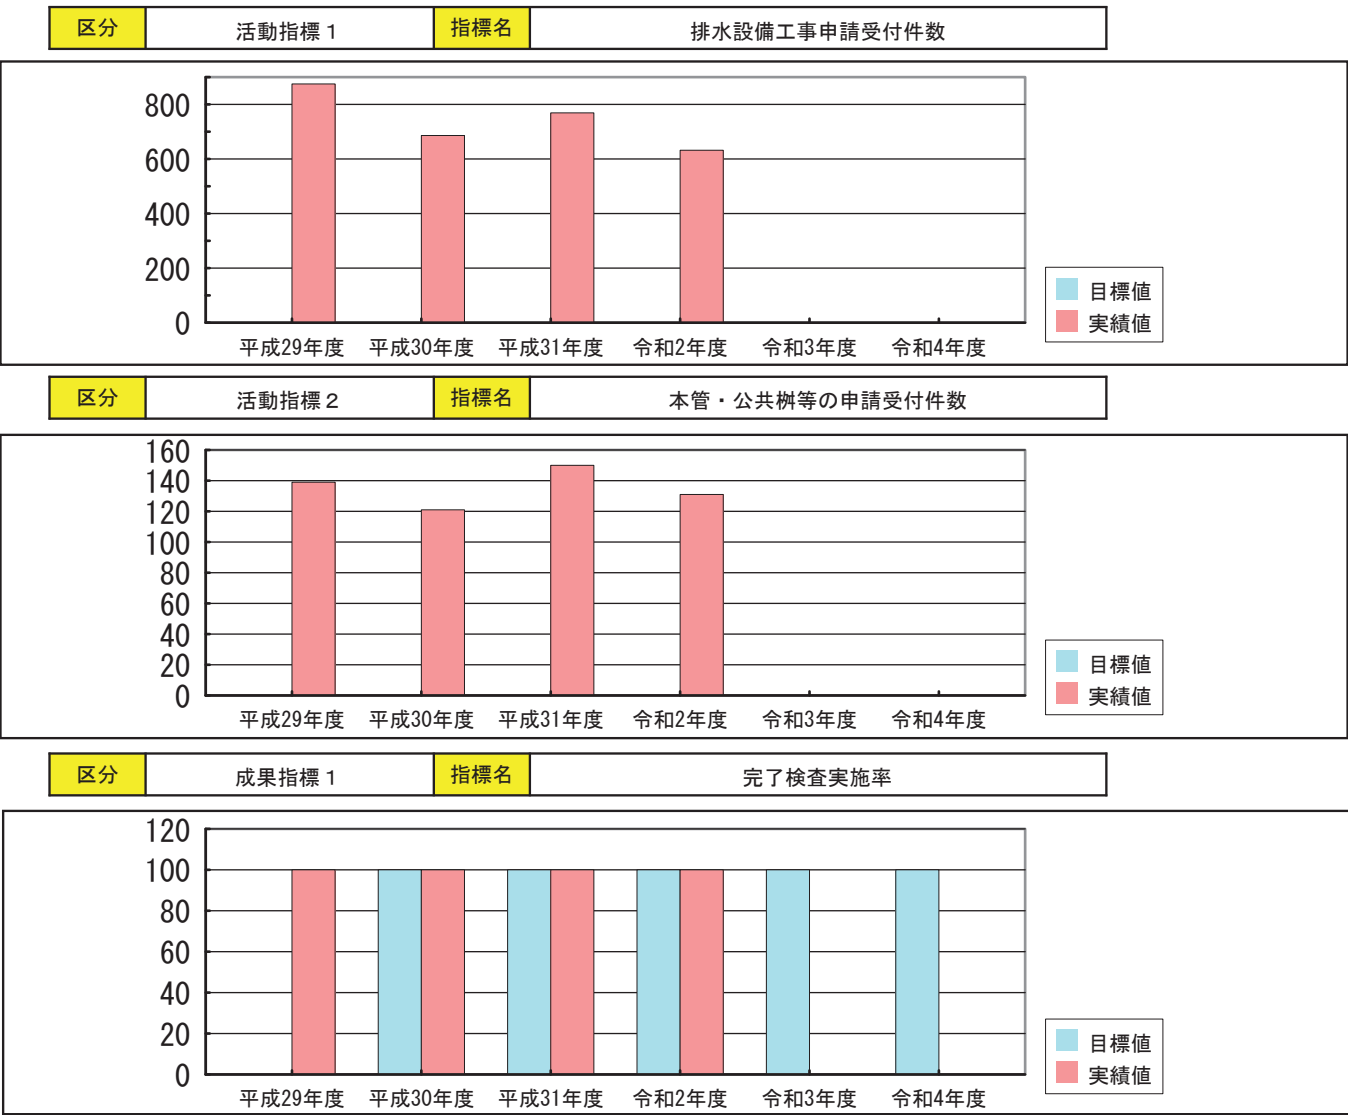 区分 活動指標1 指標名 排水設備工事申請受付件数
800
600
400
200
0
平成29年度 平成30年度 平成31年度 令和2年度 令和3年度 令和4年度
目標値
実績値
区分 活動指標2 指標名 本管・公共桝等の申請受付件数
160
140
120
100
80
60
40
20
0
平成29年度 平成30年度 平成31年度 令和2年度 令和3年度 令和4年度
目標値
実績値
区分 成果指標1 指標名 完了検査実施率
120
100
80
60
40
20
0
平成29年度 平成30年度 平成31年度 令和2年度 令和3年度 令和4年度
目標値
実績値